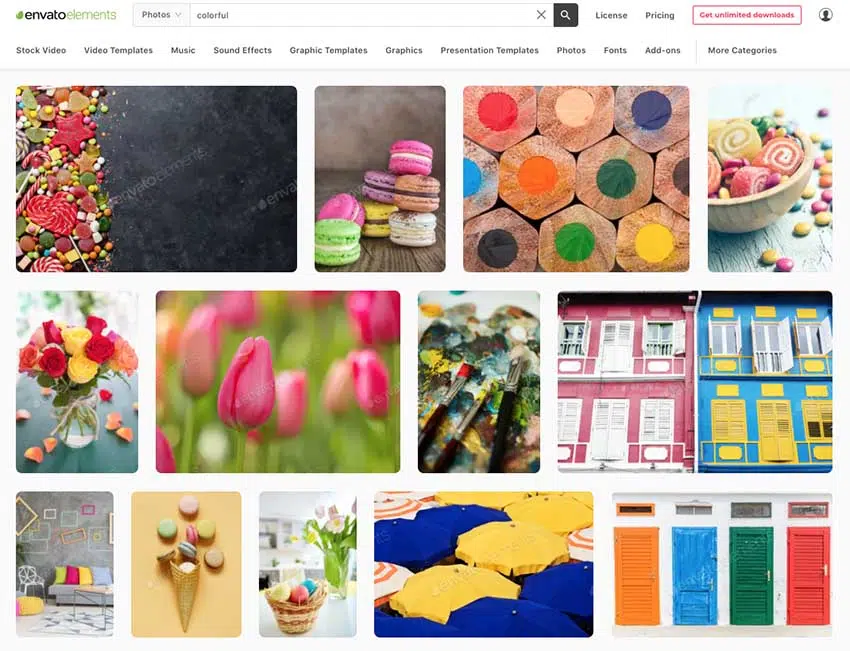 envatoelements
Photos
colorful
License
Pricing
Get unlimited downloads
Stock Video
Video Templates
Music
Sound Effects
Graphic Templates
Graphics
Presentation Templates
Photos
Fonts
Add-ons
More Categories
envatoelements